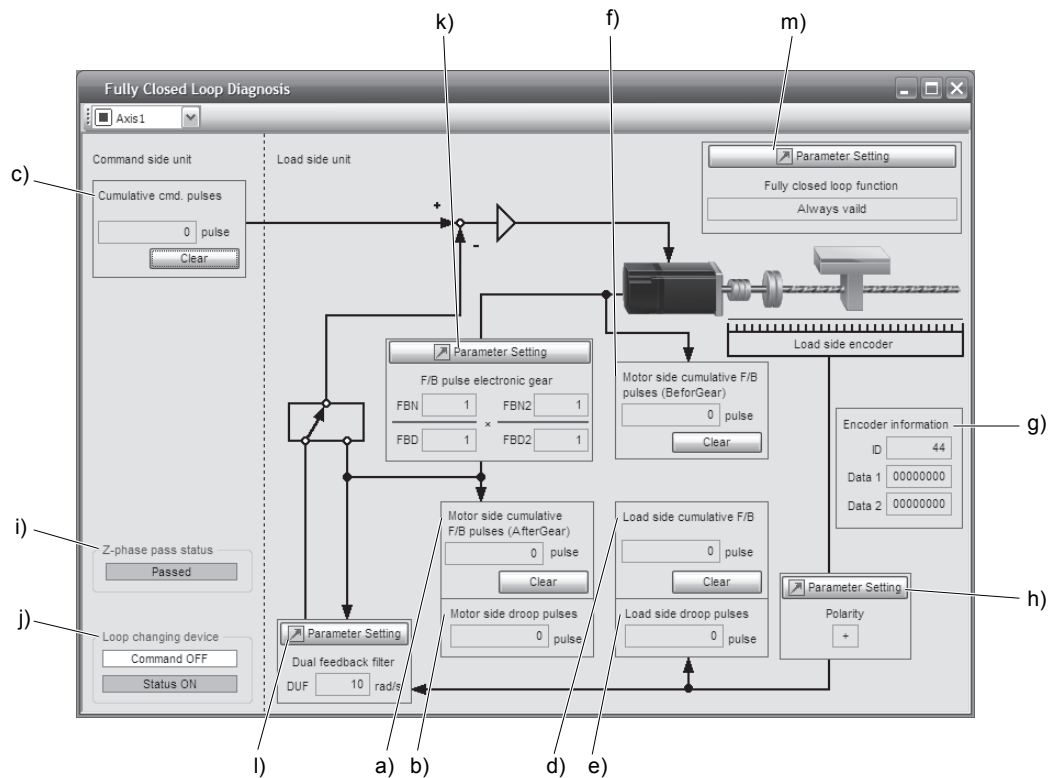 k)
f)
m)
Fully Closed Loop Diagnosis
Axis1
Command side unit
Load side unit
Parameter Setting
c)
Cumulative cmd. pulses
Fully closed loop function
Always vaild
0 pulse
Clear
+
-
Load side encoder
Parameter Setting
F/B pulse electronic gear
FBN 1 FBN2 1
×
FBD 1 FBD2 1
Motor side cumulative F/B
pulses (BeforGear)
0 pulse
Clear
Encoder information
g)
ID 44
Data 1 00000000
Data 2 00000000
i)
Z-phase pass status
Passed
Motor side cumulative
F/B pulses (AfterGear)
0 pulse
Clear
Load side cumulative F/B
0 pulse
Clear
Parameter Setting
h)
Polarity
+
j)
Loop changing device
Command OFF
Status ON
Motor side droop pulses
0 pulse
Load side droop pulses
0 pulse
Parameter Setting
Dual feedback filter
DUF 10 rad/s
l)
a)
b)
d)
e)